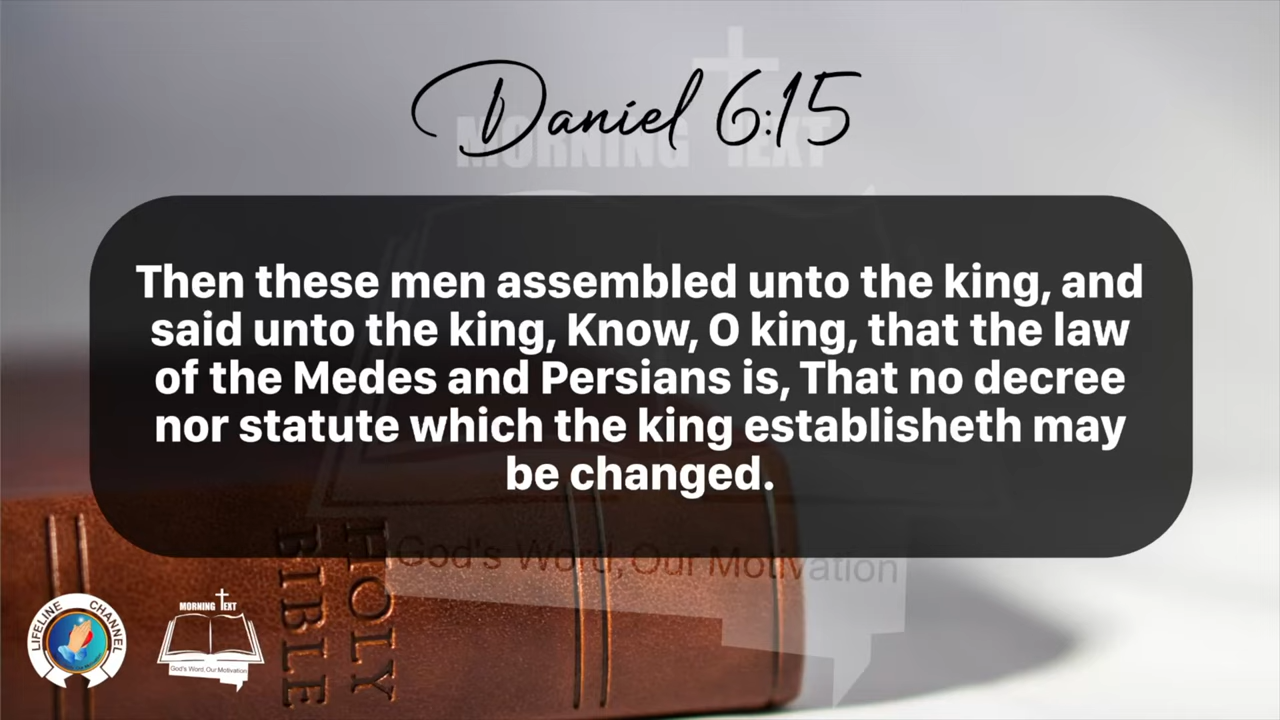 Daniel 6:15
MORNING TEXT
Then these men assembled unto the king, and
said unto the king, Know, O king, that the law
of the Medes and Persians is, That no decree
nor statute which the king establisheth may
be changed.
God's Word, Our Motivation
HOLY
BIBLE
LIFELINE CHANNEL
MORNING TEXT
God's Word, Our Motivation